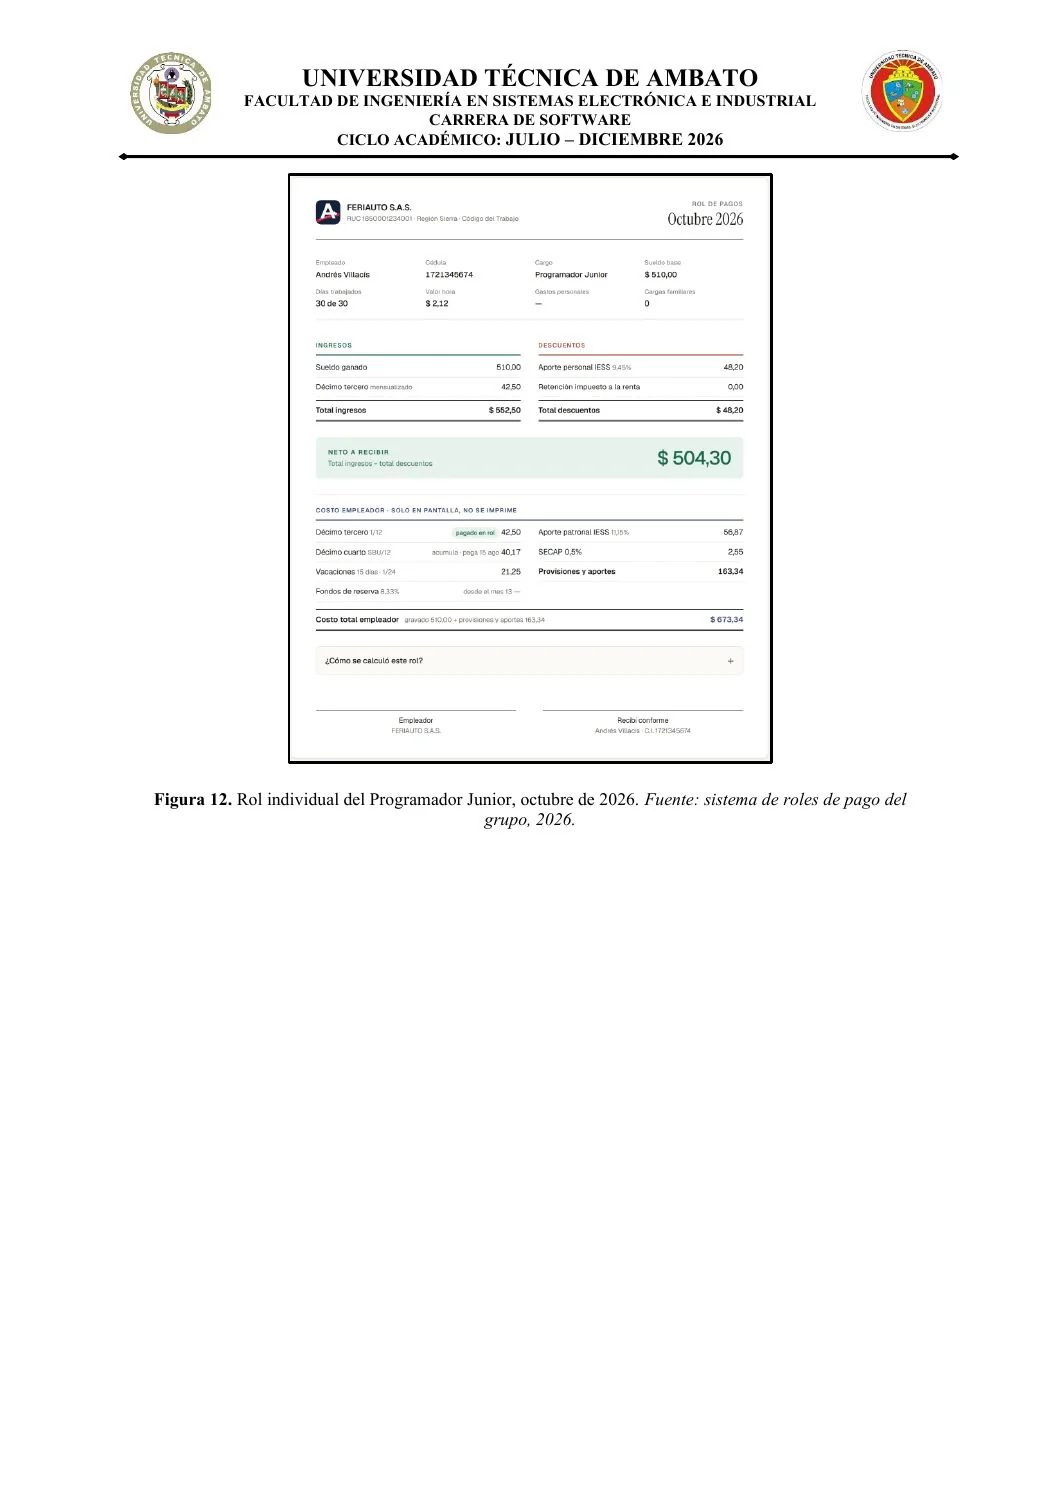 UNIVERSIDAD TÉCNICA DE AMBATO
FACULTAD DE INGENIERÍA EN SISTEMAS ELECTRÓNICA E INDUSTRIAL
CARRERA DE SOFTWARE
CICLO ACADÉMICO: JULIO – DICIEMBRE 2026
FERIAUTO S.A.S.
RUC 1850001234001 · Región Sierra · Código del Trabajo
ROL DE PAGOS
Octubre 2026
Empleado Cédula Cargo Sueldo base
Andrés Villacís 1721345674 Programador Junior $ 510,00
Días trabajados Valor hora Gastos personales Cargas familiares
30 de 30 $ 2,12 — 0
INGRESOS
Sueldo ganado 510,00
Décimo tercero mensualizado 42,50
Total ingresos $ 552,50
DESCUENTOS
Aporte personal IESS 9,45% 48,20
Retención impuesto a la renta 0,00
Total descuentos $ 48,20
NETO A RECIBIR
Total ingresos − total descuentos
$ 504,30
COSTO EMPLEADOR · SOLO EN PANTALLA, NO SE IMPRIME
Décimo tercero 1/12 pagado en rol 42,50
Décimo cuarto SBU/12 acumula · paga 15 ago 40,17
Vacaciones 15 días · 1/24 21,25
Fondos de reserva 8,33% desde el mes 13 —
Aporte patronal IESS 11,15% 56,87
SECAP 0,5% 2,55
Provisiones y aportes 163,34
Costo total empleador gravado 510,00 + provisiones y aportes 163,34 $ 673,34
¿Cómo se calculó este rol? +
Empleador
FERIAUTO S.A.S.
Recibí conforme
Andrés Villacís · C.I. 1721345674
Figura 12. Rol individual del Programador Junior, octubre de 2026. Fuente: sistema de roles de pago del
grupo, 2026.